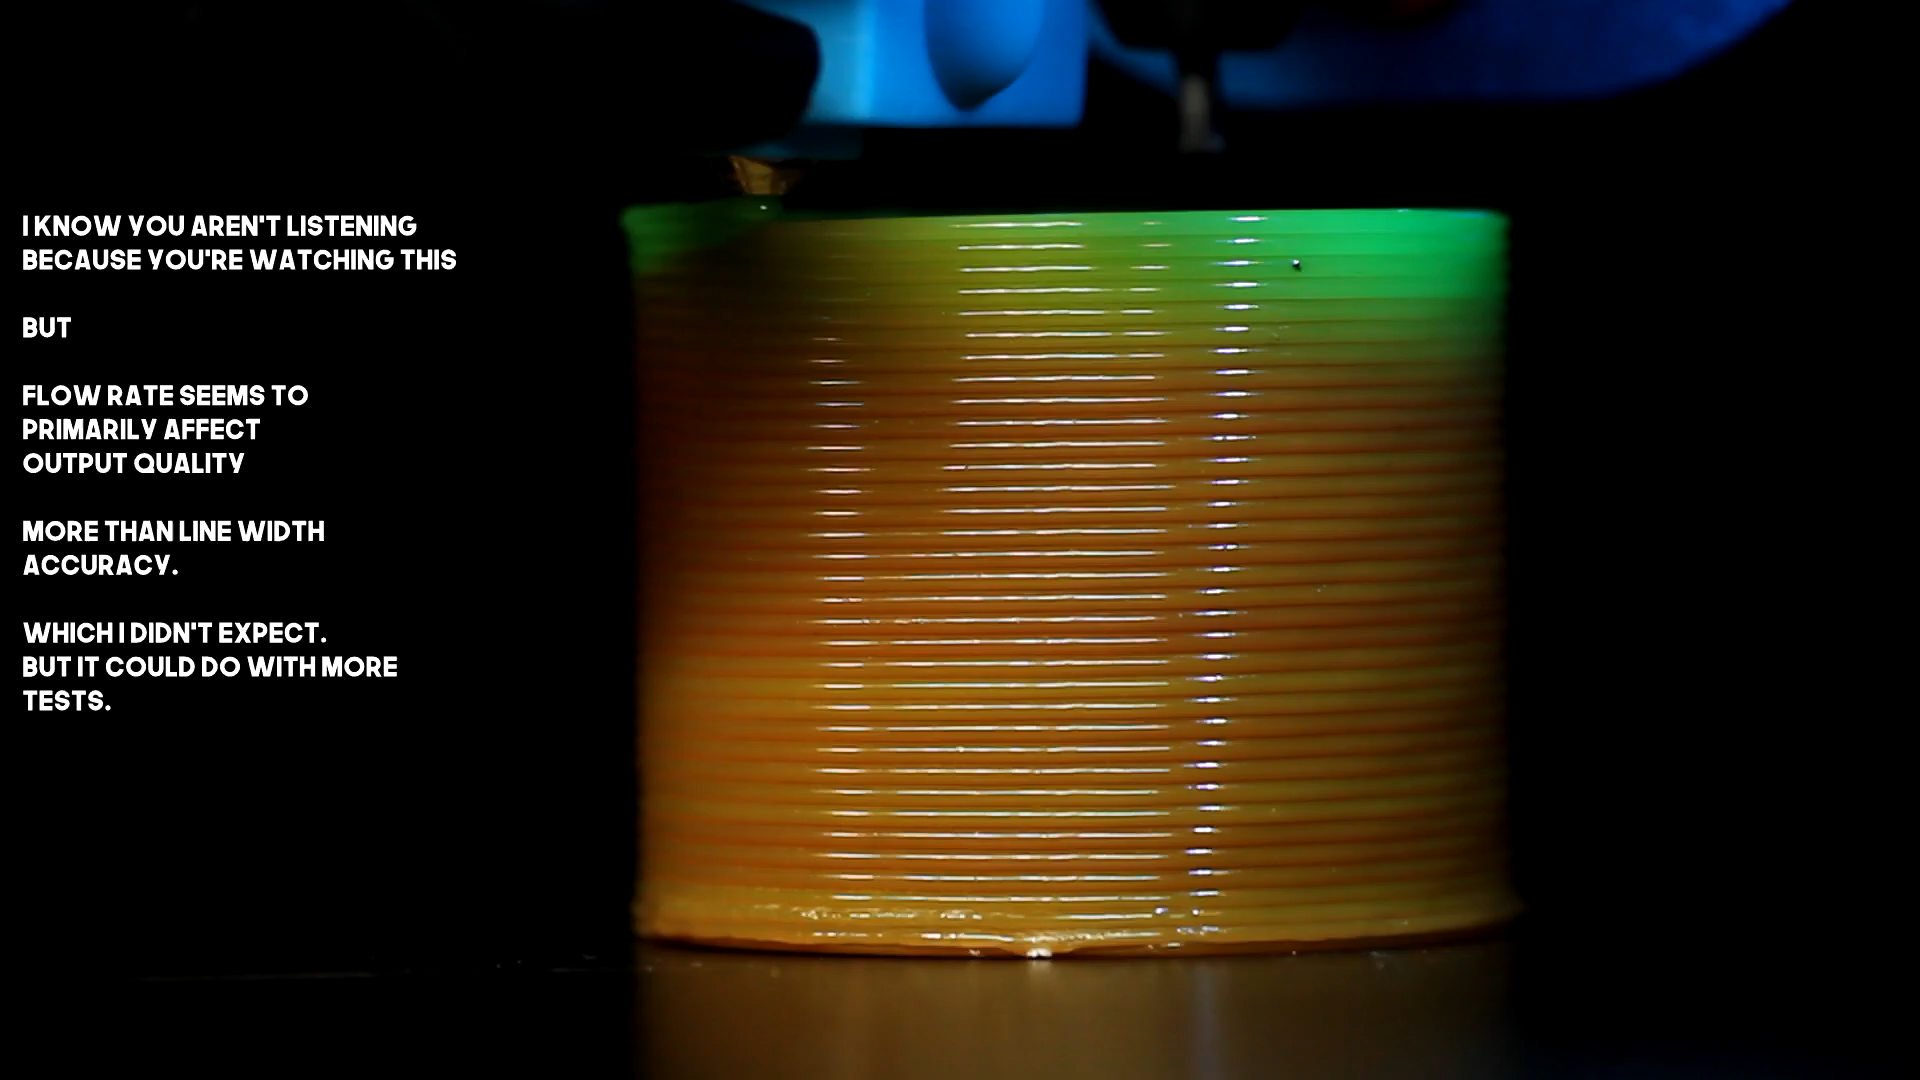 I KNOW YOU AREN'T LISTENING
BECAUSE YOU'RE WATCHING THIS
BUT
FLOW RATE SEEMS TO
PRIMARILY AFFECT
OUTPUT QUALITY
MORE THAN LINE WIDTH
ACCURACY.
WHICH I DIDN'T EXPECT.
BUT IT COULD DO WITH MORE
TESTS.